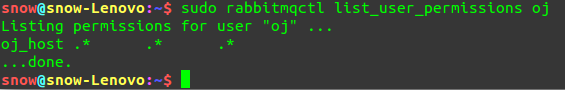 snow@snow-Lenovo:~$ sudo rabbitmqctl list_user_permissions oj
Listing permissions for user "oj" ...
oj_host .*      .*      .*
...done.
snow@snow-Lenovo:~$